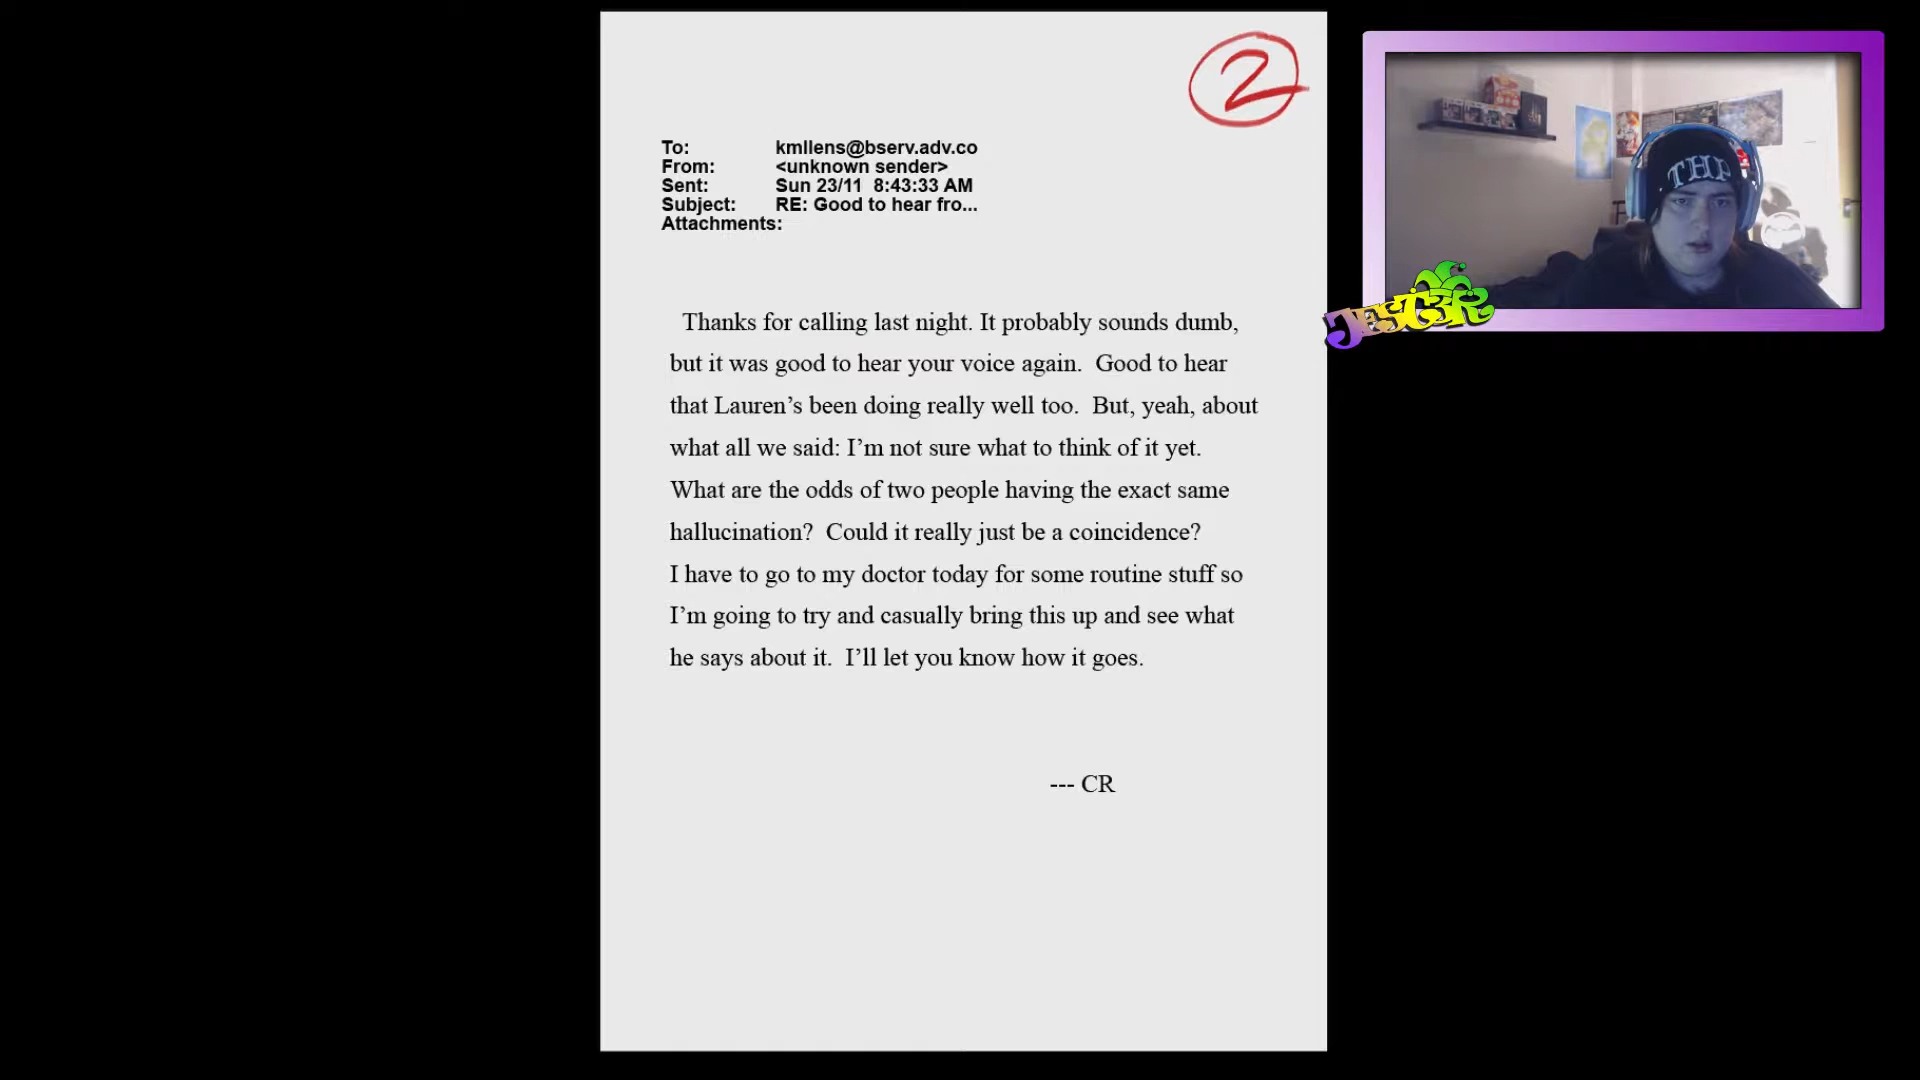 2
To: kmllens@bserv.adv.co
From: <unknown sender>
Sent: Sun 23/11  8:43:33 AM
Subject: RE: Good to hear fro...
Attachments:
Thanks for calling last night. It probably sounds dumb,
but it was good to hear your voice again.  Good to hear
that Lauren’s been doing really well too.  But, yeah, about
what all we said: I’m not sure what to think of it yet.
What are the odds of two people having the exact same
hallucination?  Could it really just be a coincidence?
I have to go to my doctor today for some routine stuff so
I’m going to try and casually bring this up and see what
he says about it.  I’ll let you know how it goes.
--- CR
THP
JEST3R